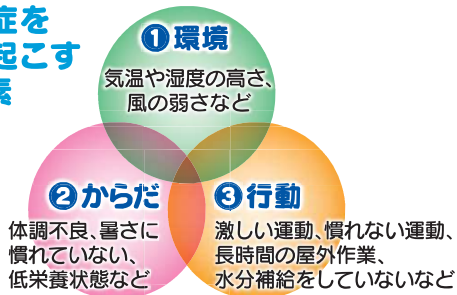 症を
起こす
素
❶環境
気温や湿度の高さ、
風の弱さなど
❷からだ
体調不良、暑さに
慣れていない、
低栄養状態など
❸行動
激しい運動、慣れない運動、
長時間の屋外作業、
水分補給をしていないなど